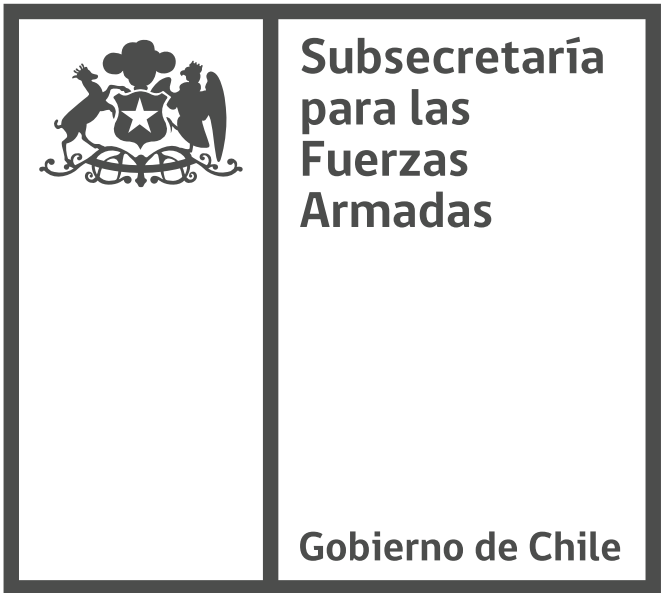 Subsecretaría
para las
Fuerzas
Armadas
Gobierno de Chile